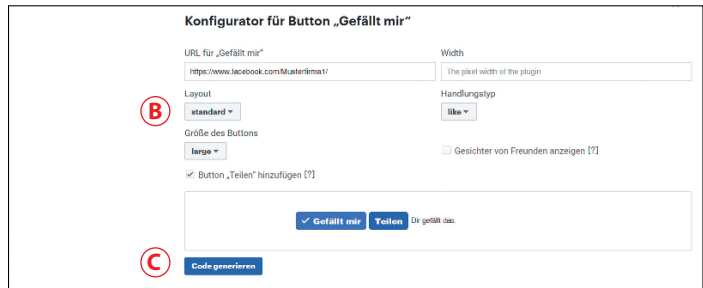 Konfigurator für Button „Gefällt mir“
URL für „Gefällt mir“ Width
https://www.facebook.com/Musterfirma1/ The pixel width of the plugin
Layout Handlungstyp
B standard like
Größe des Buttons
large Gesichter von Freunden anzeigen [?]
Button „Teilen“ hinzufügen [?]
Gefällt mir Teilen Dir gefällt das.
C Code generieren